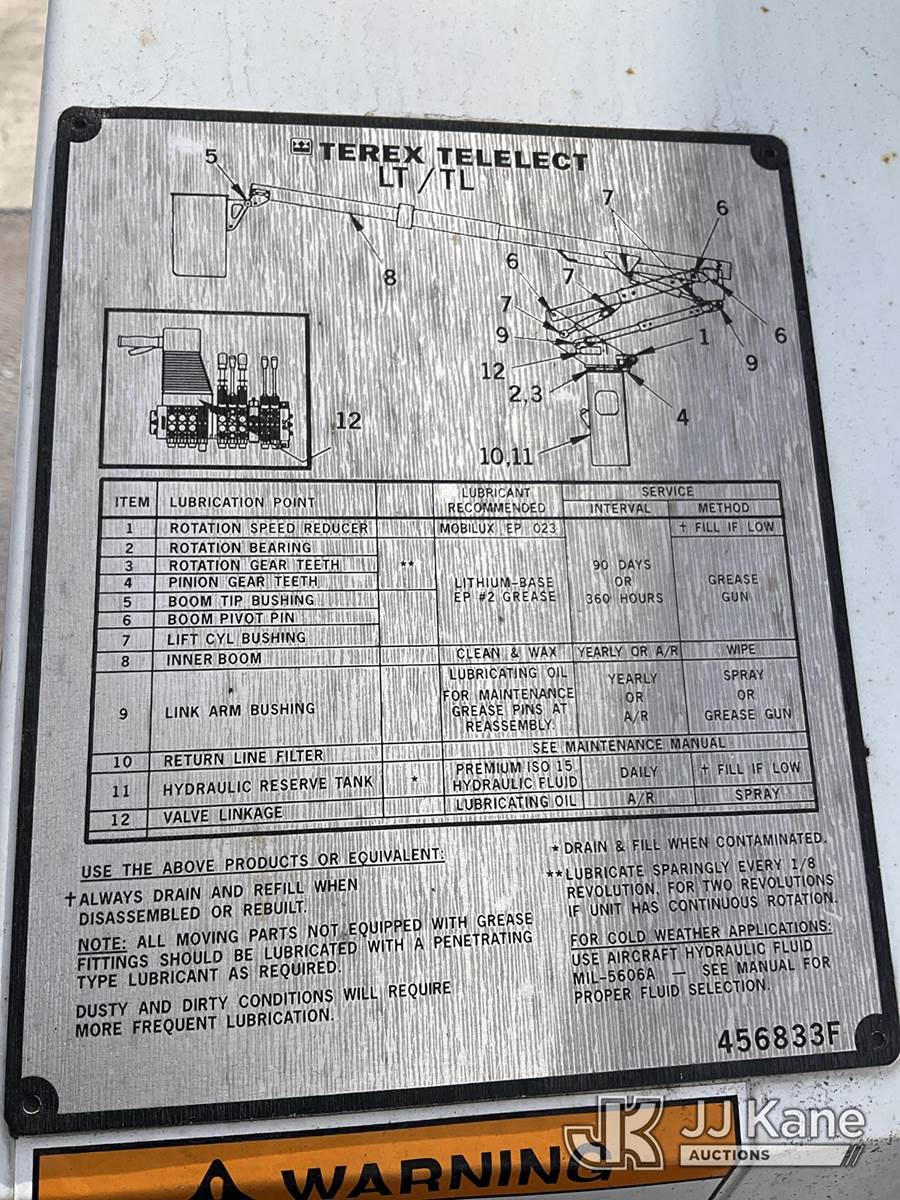 TEREX TELELECT
LT/TL
5
7
6
8
6
7
7
9
1
6
12
9
2,3
4
12
10,11
ITEM LUBRICATION POINT LUBRICANT RECOMMENDED SERVICE INTERVAL METHOD
1 ROTATION SPEED REDUCER MOBILUX EP 023 † FILL IF LOW
2 ROTATION BEARING
3 ROTATION GEAR TEETH **
4 PINION GEAR TEETH
5 BOOM TIP BUSHING
6 BOOM PIVOT PIN
7 LIFT CYL BUSHING
LITHIUM-BASE
EP #2 GREASE
90 DAYS
OR
360 HOURS
GREASE
GUN
8 INNER BOOM CLEAN & WAX YEARLY OR A/R WIPE
9 LINK ARM BUSHING
LUBRICATING OIL
FOR MAINTENANCE
GREASE PINS AT
REASSEMBLY.
YEARLY
OR
A/R
SPRAY
OR
GREASE GUN
10 RETURN LINE FILTER SEE MAINTENANCE MANUAL
11 HYDRAULIC RESERVE TANK * PREMIUM ISO 15 HYDRAULIC FLUID DAILY † FILL IF LOW
12 VALVE LINKAGE LUBRICATING OIL A/R SPRAY
USE THE ABOVE PRODUCTS OR EQUIVALENT:
†ALWAYS DRAIN AND REFILL WHEN
DISASSEMBLED OR REBUILT.
NOTE: ALL MOVING PARTS NOT EQUIPPED WITH GREASE
FITTINGS SHOULD BE LUBRICATED WITH A PENETRATING
TYPE LUBRICANT AS REQUIRED.
DUSTY AND DIRTY CONDITIONS WILL REQUIRE
MORE FREQUENT LUBRICATION.
* DRAIN & FILL WHEN CONTAMINATED.
**LUBRICATE SPARINGLY EVERY 1/8
REVOLUTION, FOR TWO REVOLUTIONS
IF UNIT HAS CONTINUOUS ROTATION.
FOR COLD WEATHER APPLICATIONS:
USE AIRCRAFT HYDRAULIC FLUID
MIL-5606A — SEE MANUAL FOR
PROPER FLUID SELECTION.
456833F
WARNING
JK JJ Kane
AUCTIONS